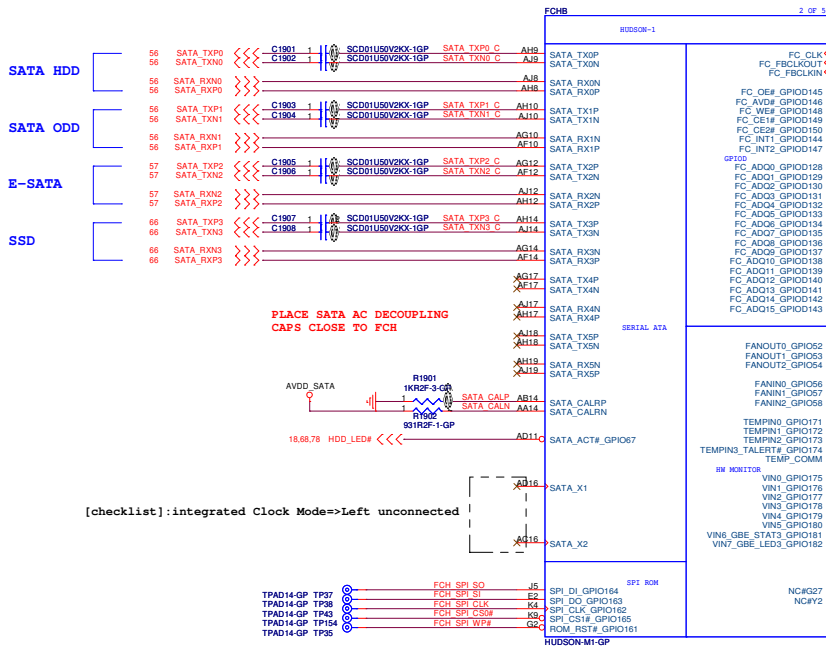 FCHB 2 OF 5
HUDSON-1
SATA HDD
56 SATA_TXP0 C1901 1 SCD01U50V2KX-1GP SATA_TXP0_C AH9 SATA_TX0P
56 SATA_TXN0 C1902 1 SCD01U50V2KX-1GP SATA_TXN0_C AJ9 SATA_TX0N
56 SATA_RXN0 AJ8 SATA_RX0N
56 SATA_RXP0 AH8 SATA_RX0P
SATA ODD
56 SATA_TXP1 C1903 1 SCD01U50V2KX-1GP SATA_TXP1_C AH10 SATA_TX1P
56 SATA_TXN1 C1904 1 SCD01U50V2KX-1GP SATA_TXN1_C AJ10 SATA_TX1N
56 SATA_RXN1 AG10 SATA_RX1N
56 SATA_RXP1 AF10 SATA_RX1P
E-SATA
57 SATA_TXP2 C1905 1 SCD01U50V2KX-1GP SATA_TXP2_C AG12 SATA_TX2P
57 SATA_TXN2 C1906 1 SCD01U50V2KX-1GP SATA_TXN2_C AF12 SATA_TX2N
57 SATA_RXN2 AJ12 SATA_RX2N
57 SATA_RXP2 AH12 SATA_RX2P
SSD
66 SATA_TXP3 C1907 1 SCD01U50V2KX-1GP SATA_TXP3_C AH14 SATA_TX3P
66 SATA_TXN3 C1908 1 SCD01U50V2KX-1GP SATA_TXN3_C AJ14 SATA_TX3N
66 SATA_RXN3 AG14 SATA_RX3N
66 SATA_RXP3 AF14 SATA_RX3P
AG17 SATA_TX4P
AF17 SATA_TX4N
AJ17 SATA_RX4N
AH17 SATA_RX4P
AJ18 SATA_TX5P
AH18 SATA_TX5N
AH19 SATA_RX5N
AJ19 SATA_RX5P
PLACE SATA AC DECOUPLING
CAPS CLOSE TO FCH
SERIAL ATA
AVDD_SATA
R1901
1KR2F-3-GP
1 SATA_CALP AB14 SATA_CALRP
1 SATA_CALN AA14 SATA_CALRN
R1902
931R2F-1-GP
18,68,78 HDD_LED# AD11 SATA_ACT#_GPIO67
AD16 SATA_X1
[checklist]:integrated Clock Mode=>Left unconnected
AC16 SATA_X2
SPI ROM
TPAD14-GP TP37 FCH_SPI_SO J5 SPI_DI_GPIO164
TPAD14-GP TP38 FCH_SPI_SI E2 SPI_DO_GPIO163
TPAD14-GP TP43 FCH_SPI_CLK K4 SPI_CLK_GPIO162
TPAD14-GP TP154 FCH_SPI_CS0# K9 SPI_CS1#_GPIO165
TPAD14-GP TP35 FCH_SPI_WP# G2 ROM_RST#_GPIO161
HUDSON-M1-GP
FC_CLK
FC_FBCLKOUT
FC_FBCLKIN
FC_OE#_GPIOD145
FC_AVD#_GPIOD146
FC_WE#_GPIOD148
FC_CE1#_GPIOD149
FC_CE2#_GPIOD150
FC_INT1_GPIOD144
FC_INT2_GPIOD147
GPIOD
FC_ADQ0_GPIOD128
FC_ADQ1_GPIOD129
FC_ADQ2_GPIOD130
FC_ADQ3_GPIOD131
FC_ADQ4_GPIOD132
FC_ADQ5_GPIOD133
FC_ADQ6_GPIOD134
FC_ADQ7_GPIOD135
FC_ADQ8_GPIOD136
FC_ADQ9_GPIOD137
FC_ADQ10_GPIOD138
FC_ADQ11_GPIOD139
FC_ADQ12_GPIOD140
FC_ADQ13_GPIOD141
FC_ADQ14_GPIOD142
FC_ADQ15_GPIOD143
FANOUT0_GPIO52
FANOUT1_GPIO53
FANOUT2_GPIO54
FANIN0_GPIO56
FANIN1_GPIO57
FANIN2_GPIO58
TEMPIN0_GPIO171
TEMPIN1_GPIO172
TEMPIN2_GPIO173
TEMPIN3_TALERT#_GPIO174
TEMP_COMM
HW MONITOR
VIN0_GPIO175
VIN1_GPIO176
VIN2_GPIO177
VIN3_GPIO178
VIN4_GPIO179
VIN5_GPIO180
VIN6_GBE_STAT3_GPIO181
VIN7_GBE_LED3_GPIO182
NC#G27
NC#Y2